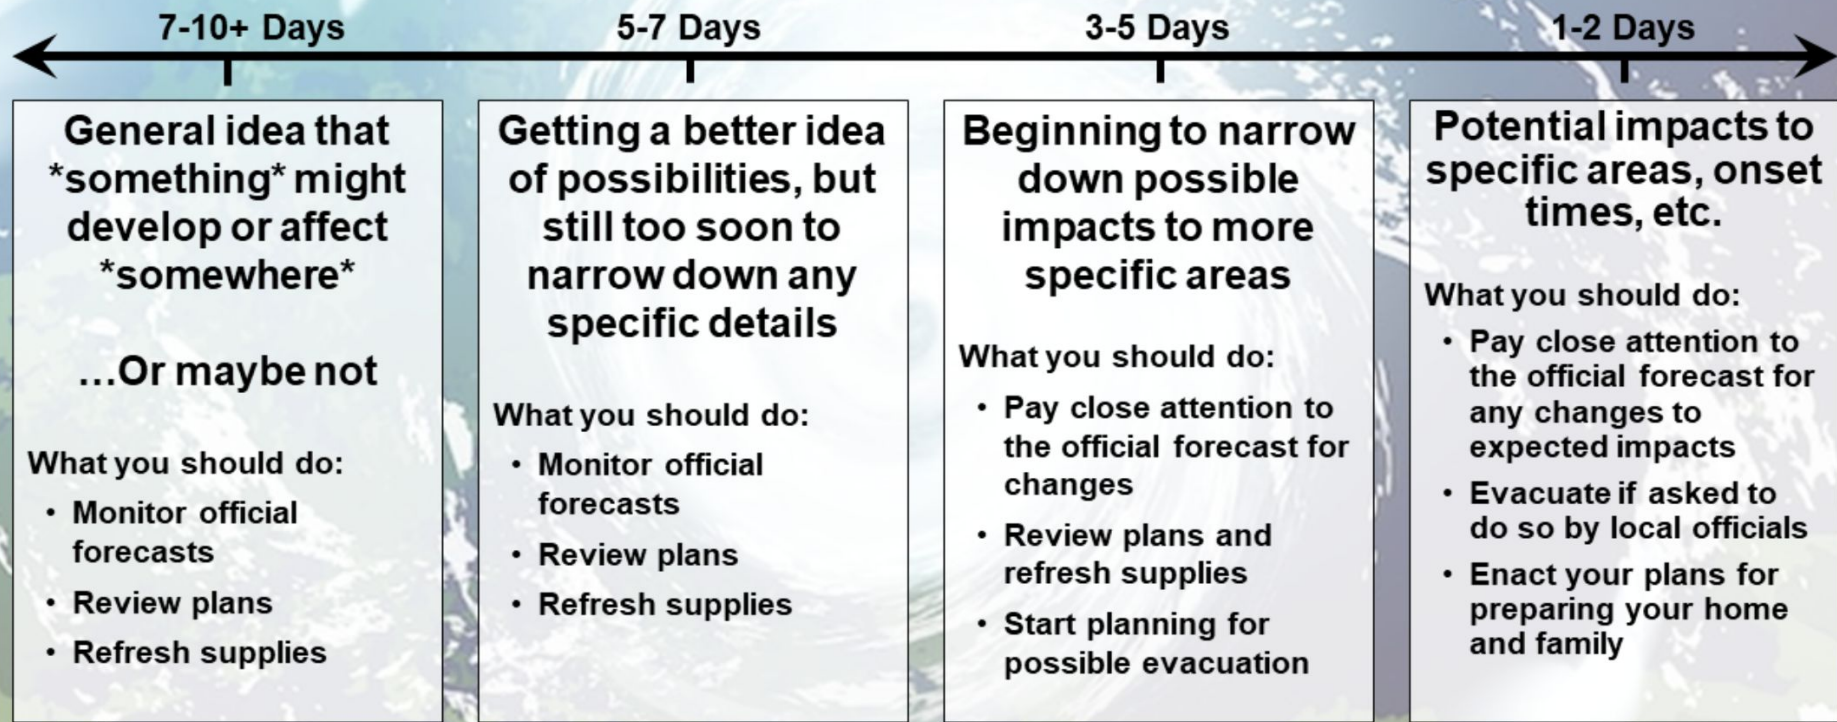 7-10+ Days
General idea that
*something* might
develop or affect
*somewhere*
...Or maybe not
What you should do:
• Monitor official
forecasts
• Review plans
• Refresh supplies
5-7 Days
Getting a better idea
of possibilities, but
still too soon to
narrow down any
specific details
What you should do:
• Monitor official
forecasts
• Review plans
• Refresh supplies
3-5 Days
Beginning to narrow
down possible
impacts to more
specific areas
What you should do:
• Pay close attention to
the official forecast for
changes
• Review plans and
refresh supplies
• Start planning for
possible evacuation
1-2 Days
Potential impacts to
specific areas, onset
times, etc.
What you should do:
• Pay close attention to
the official forecast for
any changes to
expected impacts
• Evacuate if asked to
do so by local officials
• Enact your plans for
preparing your home
and family